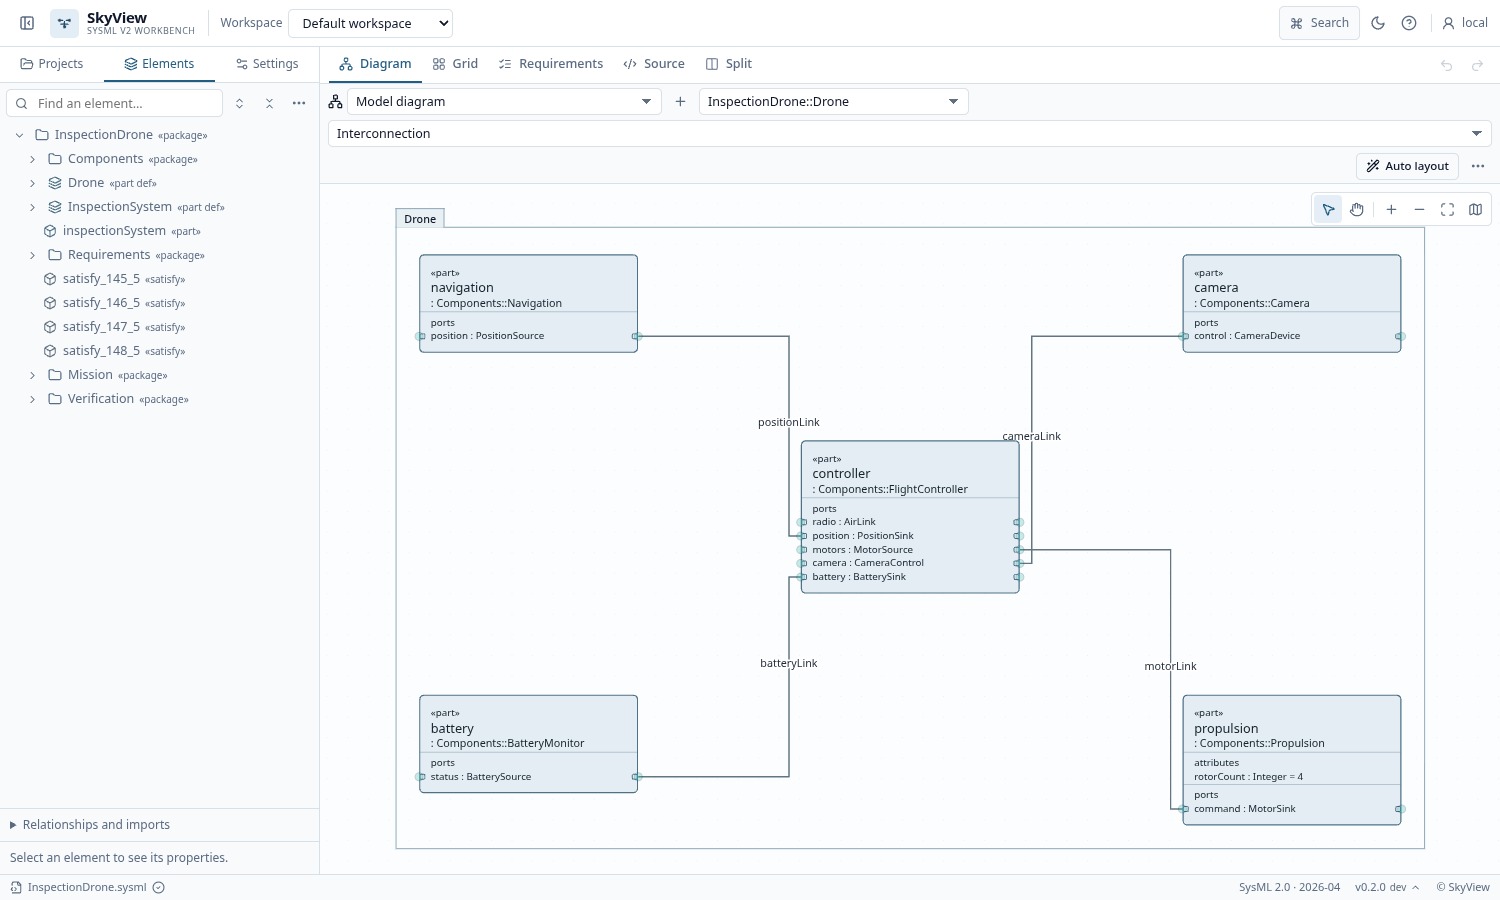 SkyView
SYSML V2 WORKBENCH
Workspace
Default workspace
Search
local
Projects
Elements
Settings
Diagram
Grid
Requirements
Source
Split
Find an element...
Model diagram
InspectionDrone::Drone
Interconnection
Auto layout
InspectionDrone «package»
Components «package»
Drone «part def»
InspectionSystem «part def»
inspectionSystem «part»
Requirements «package»
satisfy_145_5 «satisfy»
satisfy_146_5 «satisfy»
satisfy_147_5 «satisfy»
satisfy_148_5 «satisfy»
Mission «package»
Verification «package»
Relationships and imports
Select an element to see its properties.
Drone
«part»
navigation
: Components::Navigation
ports
position : PositionSource
«part»
camera
: Components::Camera
ports
control : CameraDevice
positionLink
cameraLink
«part»
controller
: Components::FlightController
ports
radio : AirLink
position : PositionSink
motors : MotorSource
camera : CameraControl
battery : BatterySink
batteryLink
motorLink
«part»
battery
: Components::BatteryMonitor
ports
status : BatterySource
«part»
propulsion
: Components::Propulsion
attributes
rotorCount : Integer = 4
ports
command : MotorSink
InspectionDrone.sysml
SysML 2.0 · 2026-04
v0.2.0 dev
© SkyView